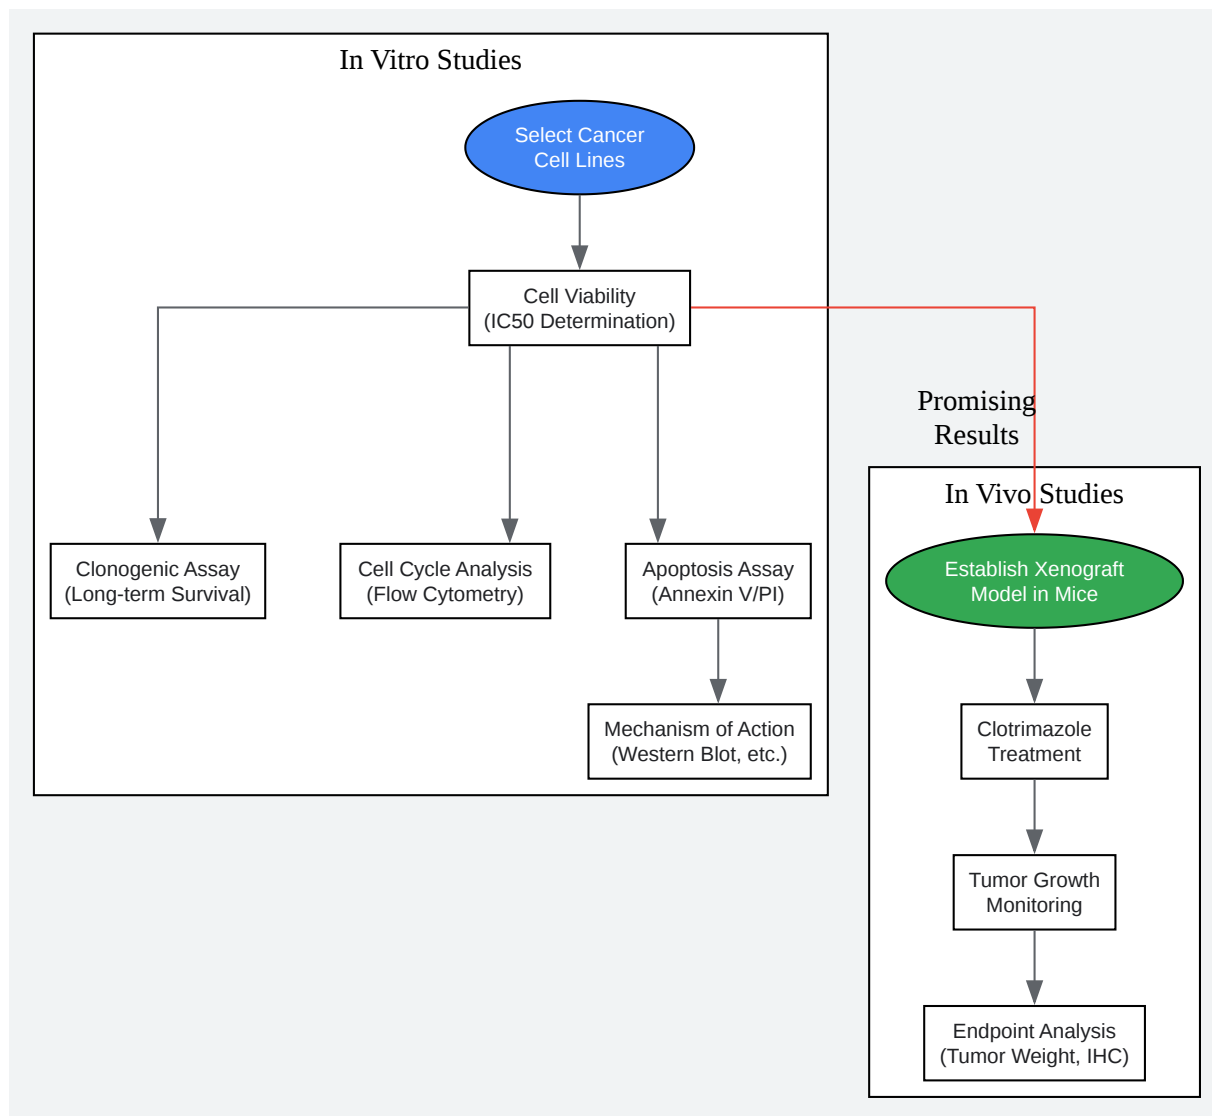 In Vitro Studies
Select Cancer
Cell Lines
Cell Viability
(IC50 Determination)
Clonogenic Assay
(Long-term Survival)
Cell Cycle Analysis
(Flow Cytometry)
Apoptosis Assay
(Annexin V/PI)
Mechanism of Action
(Western Blot, etc.)
Promising
Results
In Vivo Studies
Establish Xenograft
Model in Mice
Clotrimazole
Treatment
Tumor Growth
Monitoring
Endpoint Analysis
(Tumor Weight, IHC)